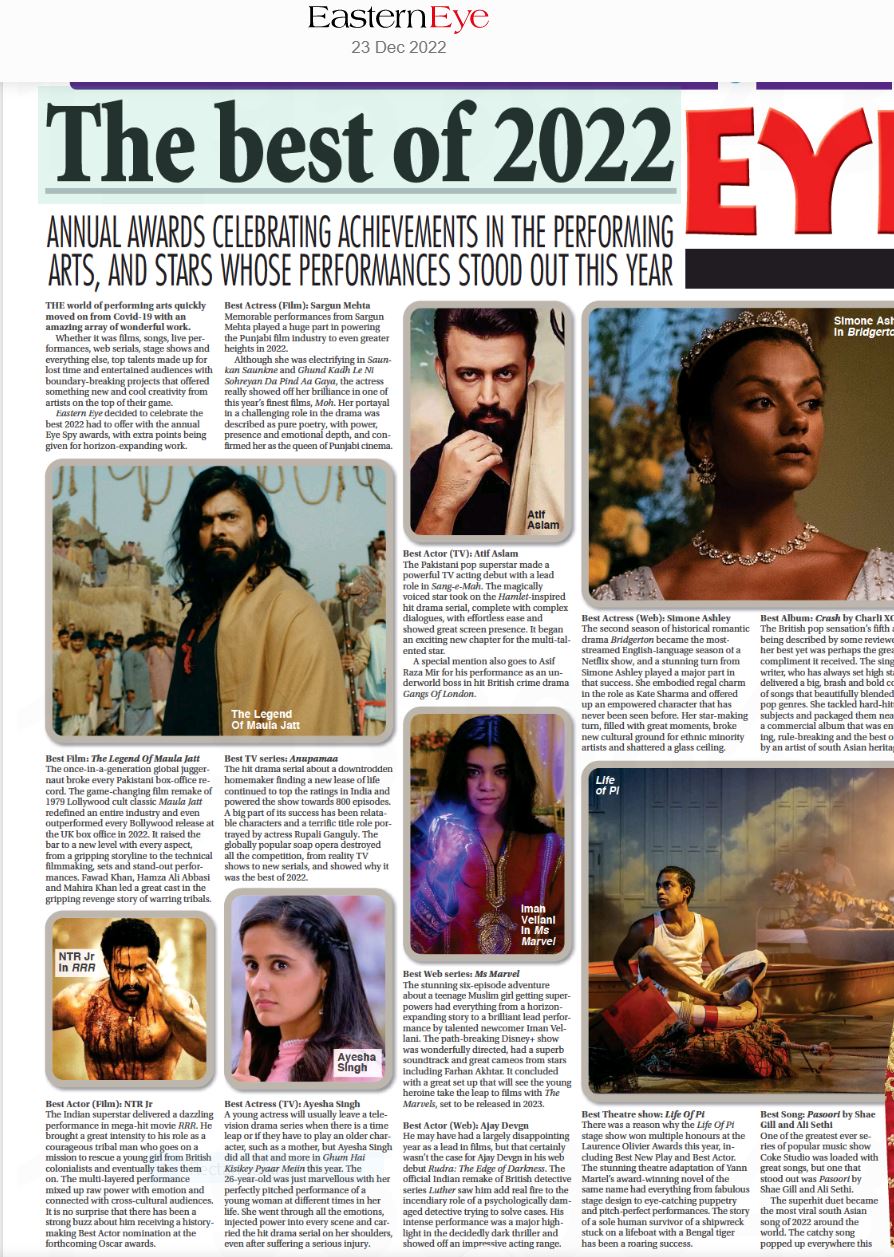 EasternEye
23 Dec 2022
The best of 2022
EYE
ANNUAL AWARDS CELEBRATING ACHIEVEMENTS IN THE PERFORMING
ARTS, AND STARS WHOSE PERFORMANCES STOOD OUT THIS YEAR
THE world of performing arts quickly
moved on from Covid-19 with an
amazing array of wonderful work.
Whether it was films, songs, live per-
formances, web serials, stage shows and
everything else, top talents made up for
lost time and entertained audiences with
boundary-breaking projects that offered
something new and cool creativity from
artists on the top of their game.
Eastern Eye decided to celebrate the
best 2022 had to offer with the annual
Eye Spy awards, with extra points being
given for horizon-expanding work.
Best Actress (Film): Sargun Mehta
Memorable performances from Sargun
Mehta played a huge part in powering
the Punjabi film industry to even greater
heights in 2022.
Although she was electrifying in Saun-
kan Saunkne and Ghund Kadh Le Ni
Sohreyan Da Pind Aa Gaya, the actress
really showed off her brilliance in one of
this year's finest films, Moh. Her portayal
in a challenging role in the drama was
described as pure poetry, with power,
presence and emotional depth, and con-
firmed her as the queen of Punjabi cinema.
The Legend
Of Maula Jatt
Best Film: The Legend Of Maula Jatt
The once-in-a-generation global jugger-
naut broke every Pakistani box-office re-
cord. The game-changing film remake of
1979 Lollywood cult classic Maula Jatt
redefined an entire industry and even
outperformed every Bollywood release at
the UK box office in 2022. It raised the
bar to a new level with every aspect,
from a gripping storyline to the technical
filmmaking, sets and stand-out perfor-
mances. Fawad Khan, Hamza Ali Abbasi
and Mahira Khan led a great cast in the
gripping revenge story of warring tribals.
NTR Jr
in RRR
Best Actor (Film): NTR Jr
The Indian superstar delivered a dazzling
performance in mega-hit movie RRR. He
brought a great intensity to his role as a
courageous tribal man who goes on a
mission to rescue a young girl from British
colonialists and eventually takes them
on. The multi-layered performance
mixed up raw power with emotion and
connected with cross-cultural audiences.
It is no surprise that there has been a
strong buzz about him receiving a history-
making Best Actor nomination at the
forthcoming Oscar awards.
Best TV series: Anupamaa
The hit drama serial about a downtrodden
homemaker finding a new lease of life
continued to top the ratings in India and
powered the show towards 800 episodes.
A big part of its success has been relata-
ble characters and a terrific title role por-
trayed by actress Rupali Ganguly. The
globally popular soap opera destroyed
all the competition, from reality TV
shows to new serials, and showed why it
was the best of 2022.
Ayesha
Singh
Best Actress (TV): Ayesha Singh
A young actress will usually leave a tele-
vision drama series when there is a time
leap or if they have to play an older char-
acter, such as a mother, but Ayesha Singh
did all that and more in Ghum Hai
Kisikey Pyaar Meiin this year. The
26-year-old was just marvellous with her
perfectly pitched performance of a
young woman at different times in her
life. She went through all the emotions,
injected power into every scene and car-
ried the hit drama serial on her shoulders,
even after suffering a serious injury.
Atif
Aslam
Best Actor (TV): Atif Aslam
The Pakistani pop superstar made a
powerful TV acting debut with a lead
role in Sang-e-Mah. The magically
voiced star took on the Hamlet-inspired
hit drama serial, complete with complex
dialogues, with effortless ease and
showed great screen presence. It began
an exciting new chapter for the multi-tal-
ented star.
A special mention also goes to Asif
Raza Mir for his performance as an un-
derworld boss in hit British crime drama
Gangs Of London.
Iman
Vellani
in Ms
Marvel
Best Web series: Ms Marvel
The stunning six-episode adventure
about a teenage Muslim girl getting super-
powers had everything from a horizon-
expanding story to a brilliant lead perfor-
mance by talented newcomer Iman Vel-
lani. The path-breaking Disney+ show
was wonderfully directed, had a superb
soundtrack and great cameos from stars
including Farhan Akhtar. It concluded
with a great set up that will see the young
heroine take the leap to films with The
Marvels, set to be released in 2023.
Best Actor (Web): Ajay Devgn
He may have had a largely disappointing
year as a lead in films, but that certainly
wasn't the case for Ajay Devgn in his web
debut Rudra: The Edge of Darkness. The
official Indian remake of British detective
series Luther saw him add real fire to the
incendiary role of a psychologically dam-
aged detective trying to solve cases. His
intense performance was a major high-
light in the decidedly dark thriller and
showed off an impressive acting range.
Simone Ash
in Bridgerto
Best Actress (Web): Simone Ashley
The second season of historical romantic
drama Bridgerton became the most-
streamed English-language season of a
Netflix show, and a stunning turn from
Simone Ashley played a major part in
that success. She embodied regal charm
in the role as Kate Sharma and offered
up an empowered character that has
never been seen before. Her star-making
turn, filled with great moments, broke
new cultural ground for ethnic minority
artists and shattered a glass ceiling.
Best Album: Crash by Charli XC
The British pop sensation's fifth a
being described by some reviewe
her best yet was perhaps the grea
compliment it received. The sing
writer, who has always set high st
delivered a big, brash and bold co
of songs that beautifully blended
pop genres. She tackled hard-hit
subjects and packaged them nea
a commercial album that was en
ing, rule-breaking and the best o
by an artist of south Asian heritag
Life
of Pi
Best Theatre show: Life Of Pi
There was a reason why the Life Of Pi
stage show won multiple honours at the
Laurence Olivier Awards this year, in-
cluding Best New Play and Best Actor.
The stunning theatre adaptation of Yann
Martel's award-winning novel of the
same name had everything from fabulous
stage design to eye-catching puppetry
and pitch-perfect performances. The story
of a sole human survivor of a shipwreck
stuck on a lifeboat with a Bengal tiger
has been a roaring success.
Best Song: Pasoori by Shae
Gill and Ali Sethi
One of the greatest ever se-
ries of popular music show
Coke Studio was loaded with
great songs, but one that
stood out was Pasoori by
Shae Gill and Ali Sethi.
The superhit duet became
the most viral south Asian
song of 2022 around the
world. The catchy song
popped up everywhere this